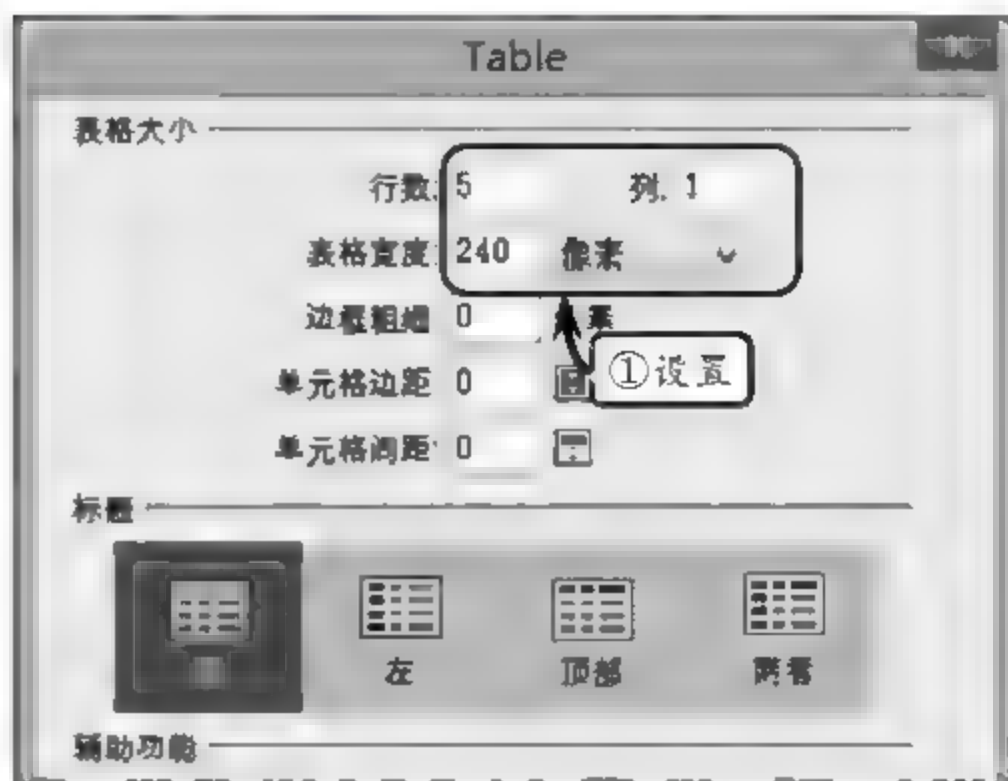 Table
表格大小
行数: 5 列: 1
表格宽度: 240 像素
边框粗细: 0 素
①设置
单元格边距: 0
单元格间距: 0
标题
左 顶部 两者
辅助功能